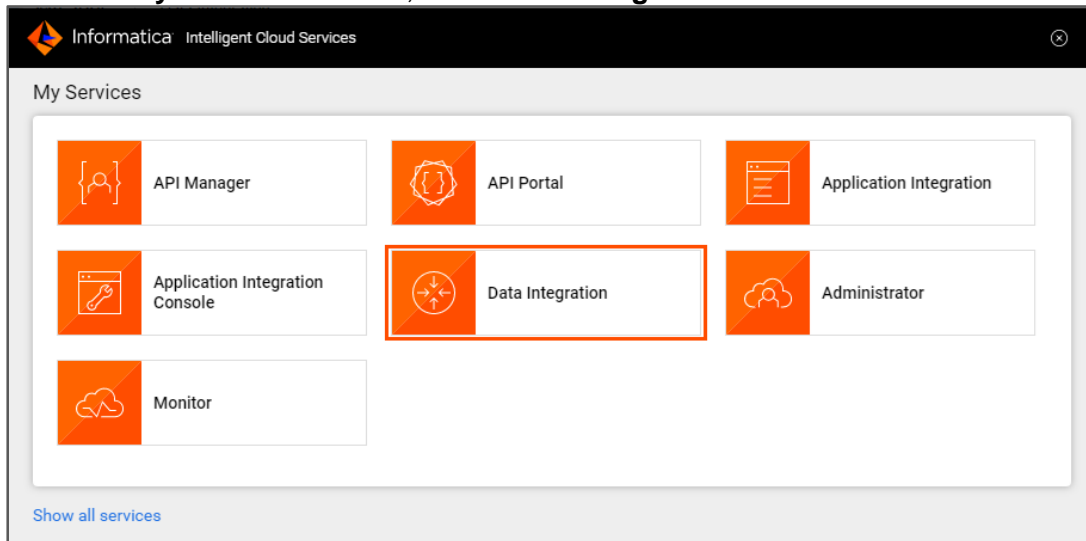 Informatica Intelligent Cloud Services
My Services
API Manager
API Portal
Application Integration
Application Integration
Console
Data Integration
Administrator
Monitor
Show all services